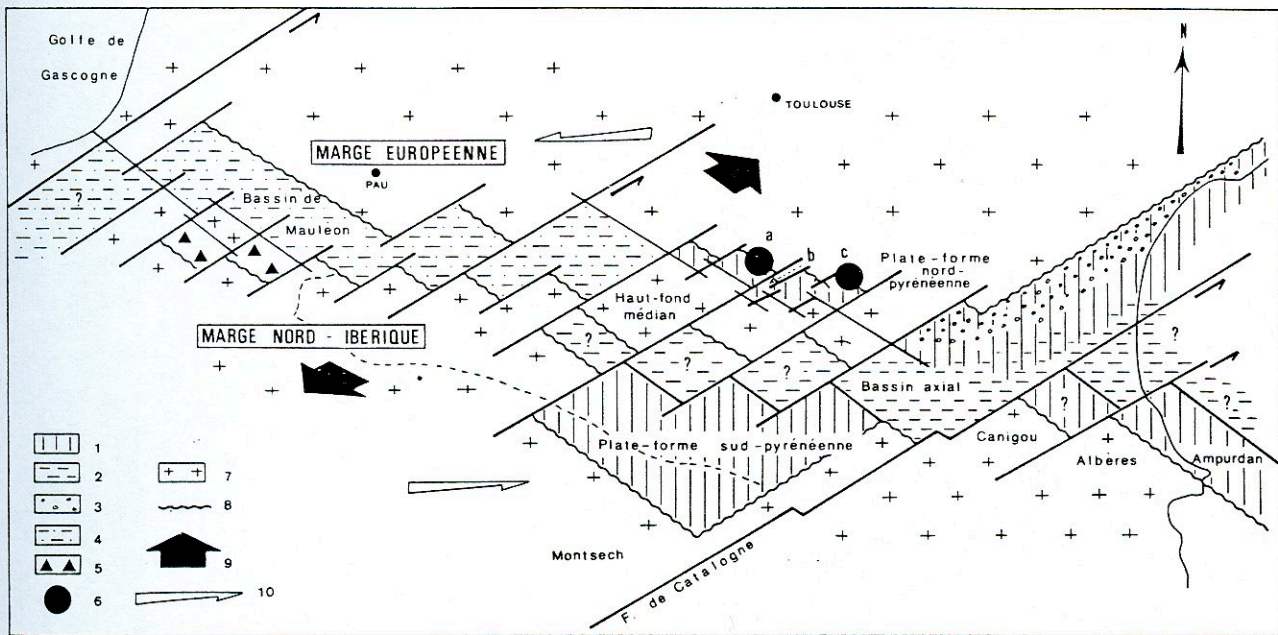 Golfe de
Gascogne
N
TOULOUSE
MARGE EUROPEENNE
PAU
?
Bassin de
Mauléon
a
b
c
Plate-forme
nord-
pyrénéenne
Haut-fond
médian
MARGE NORD-IBERIQUE
?
?
?
?
?
?
Bassin axial
Plate-forme sud-pyrénéenne
Canigou
Albères
Ampurdan
Montsech
F. de Catalogne
1
2
3
4
5
6
7
8
9
10